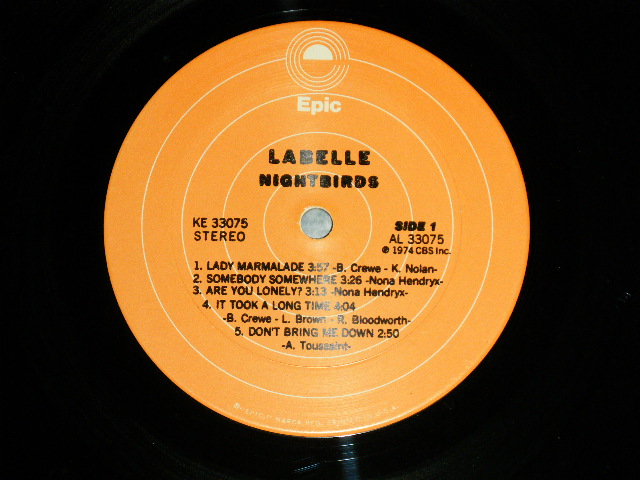 Epic
LABELLE
NIGHTBIRDS
KE 33075
STEREO
SIDE 1
AL 33075
℗ 1974 CBS Inc.
1. LADY MARMALADE 3:57 -B. Crewe - K. Nolan-
2. SOMEBODY SOMEWHERE 3:26 -Nona Hendryx-
3. ARE YOU LONELY? 3:13 -Nona Hendryx-
4. IT TOOK A LONG TIME 4:04
-B. Crewe - L. Brown - R. Bloodworth-
5. DON'T BRING ME DOWN 2:50
-A. Toussaint-